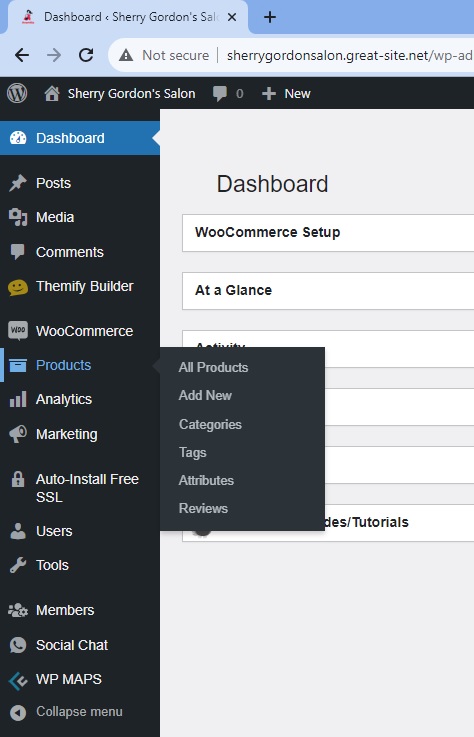 Dashboard ‹ Sherry Gordon's Salo
Not secure
sherrygordonsalon.great-site.net/wp-ad
Sherry Gordon's Salon
0
New
Dashboard
Posts
Media
Comments
Themify Builder
WOO
WooCommerce
Products
Analytics
Marketing
Auto-Install Free
SSL
Users
Tools
Members
Social Chat
WP MAPS
Collapse menu
All Products
Add New
Categories
Tags
Attributes
Reviews
Dashboard
WooCommerce Setup
At a Glance
Activity
des/Tutorials